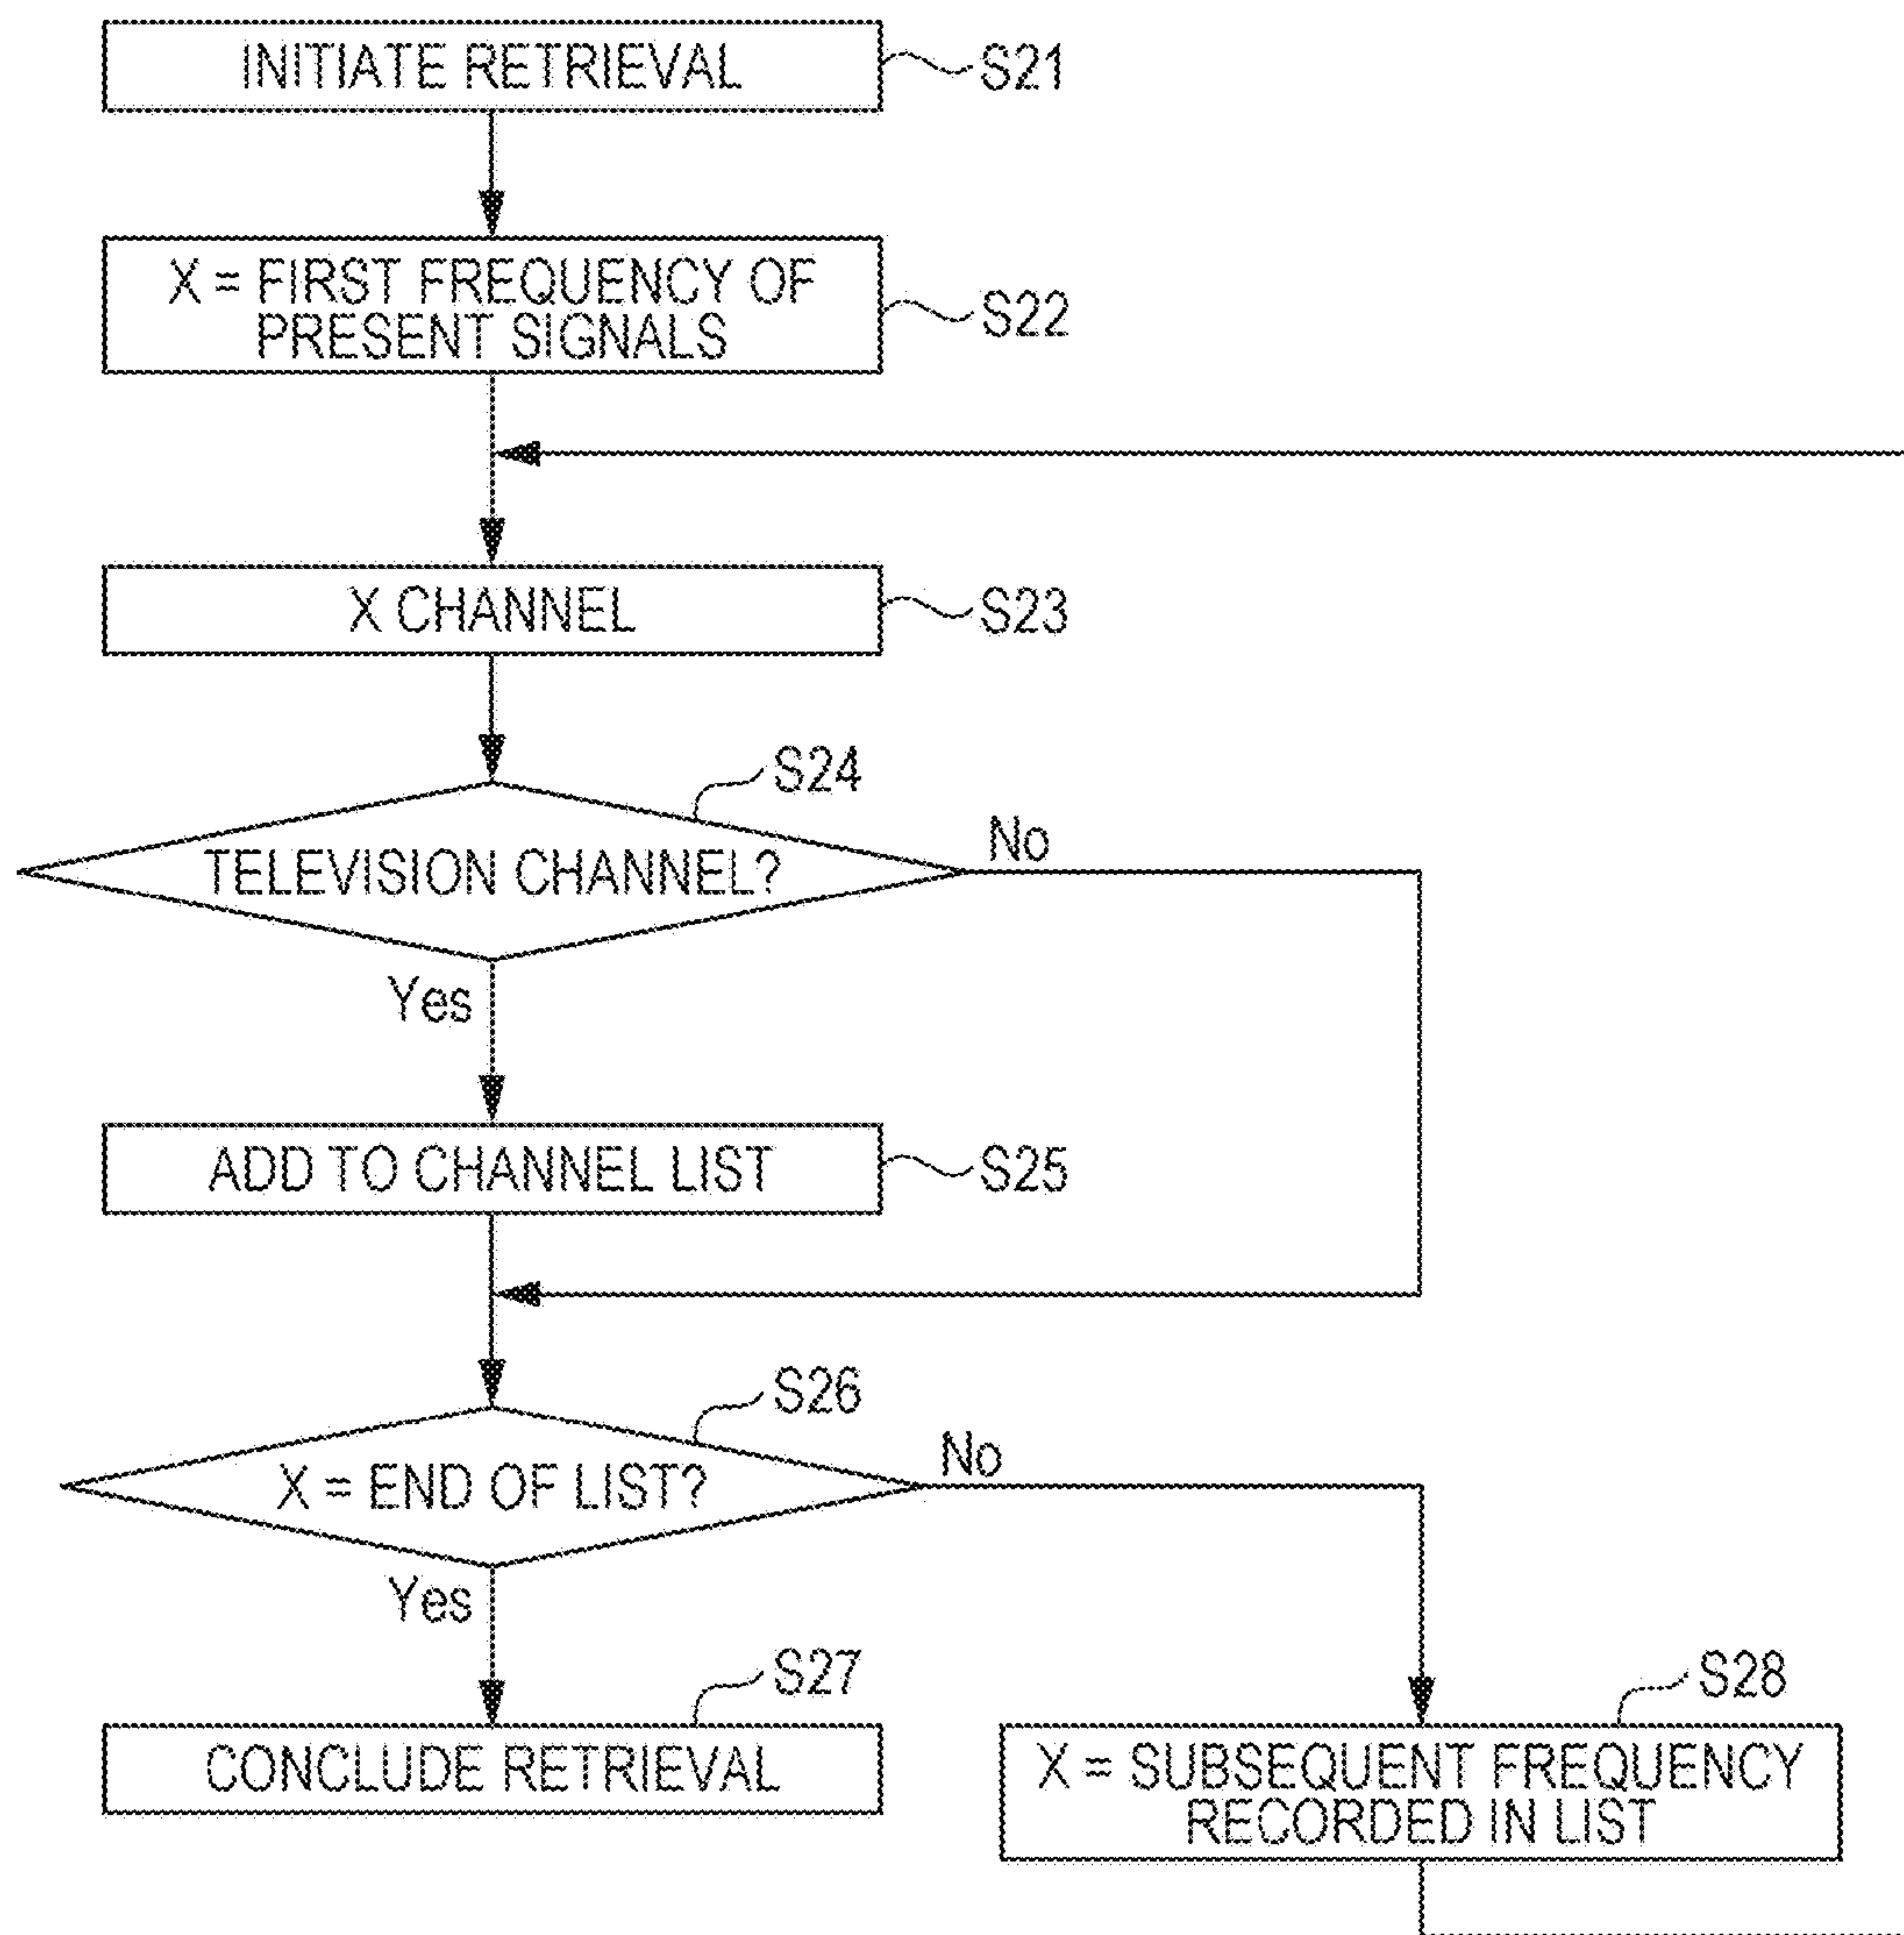 INITIATE RETRIEVAL
S21
X = FIRST FREQUENCY OF
PRESENT SIGNALS
S22
X CHANNEL
S23
S24
TELEVISION CHANNEL?
No
Yes
ADD TO CHANNEL LIST
S25
S26
X = END OF LIST?
No
Yes
S27
CONCLUDE RETRIEVAL
S28
X = SUBSEQUENT FREQUENCY
RECORDED IN LIST